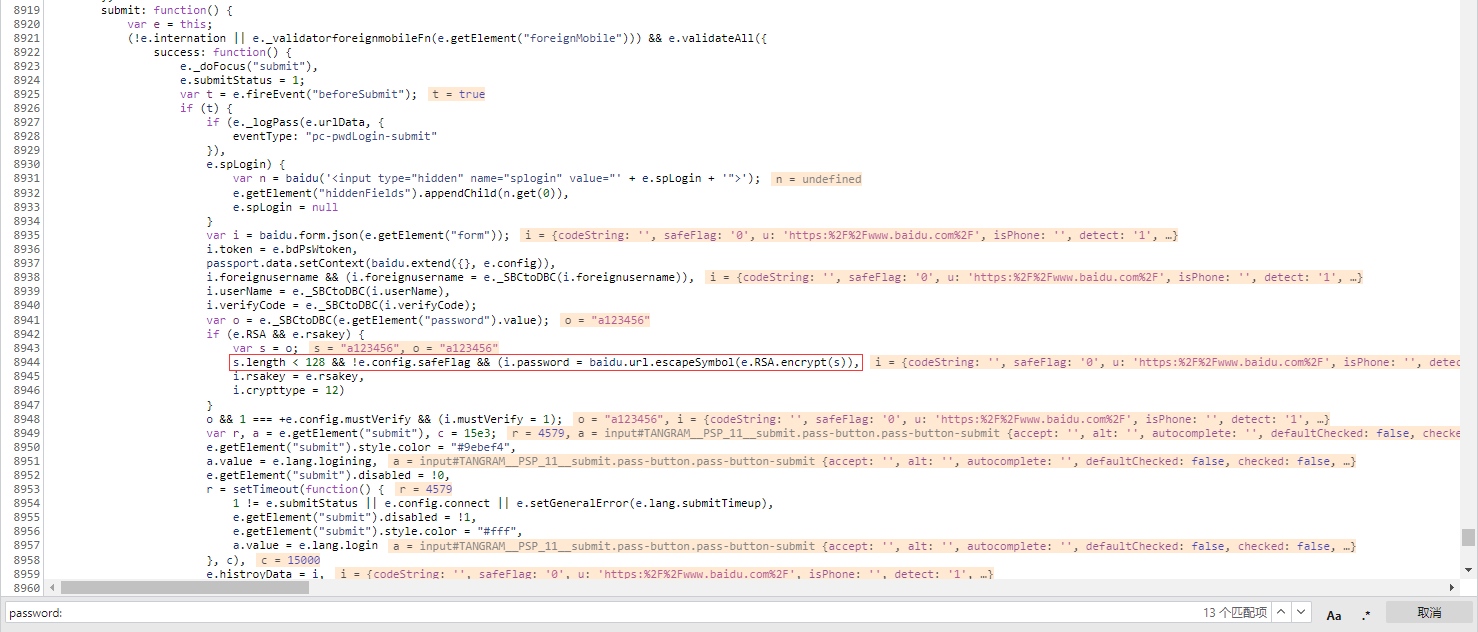 8919 submit: function() {
8920 var e = this;
8921 (!e.internation || e._validatorforeignmobileFn(e.getElement("foreignMobile"))) && e.validateAll({
8922 success: function() {
8923 e._doFocus("submit"),
8924 e.submitStatus = 1;
8925 var t = e.fireEvent("beforeSubmit"); t = true
8926 if (t) {
8927 if (e._logPass(e.urlData, {
8928 eventType: "pc-pwdLogin-submit"
8929 }),
8930 e.spLogin) {
8931 var n = baidu('<input type="hidden" name="splogin" value="' + e.spLogin + '">'); n = undefined
8932 e.getElement("hiddenFields").appendChild(n.get(0)),
8933 e.spLogin = null
8934 }
8935 var i = baidu.form.json(e.getElement("form")); i = {codeString: '', safeFlag: '0', u: 'https:%2F%2Fwww.baidu.com%2F', isPhone: '', detect: '1', …}
8936 i.token = e.bdPsWtoken,
8937 passport.data.setContext(baidu.extend({}, e.config)),
8938 i.foreignusername && (i.foreignusername = e._SBCtoDBC(i.foreignusername)), i = {codeString: '', safeFlag: '0', u: 'https:%2F%2Fwww.baidu.com%2F', isPhone: '', detect: '1', …}
8939 i.userName = e._SBCtoDBC(i.userName),
8940 i.verifyCode = e._SBCtoDBC(i.verifyCode);
8941 var o = e._SBCtoDBC(e.getElement("password").value); o = "a123456"
8942 if (e.RSA && e.rsakey) {
8943 var s = o; s = "a123456", o = "a123456"
8944 s.length < 128 && !e.config.safeFlag && (i.password = baidu.url.escapeSymbol(e.RSA.encrypt(s)), i = {codeString: '', safeFlag: '0', u: 'https:%2F%2Fwww.baidu.com%2F', isPhone: '', detec
8945 i.rsakey = e.rsakey,
8946 i.crypttype = 12)
8947 }
8948 o && 1 === +e.config.mustVerify && (i.mustVerify = 1); o = "a123456", i = {codeString: '', safeFlag: '0', u: 'https:%2F%2Fwww.baidu.com%2F', isPhone: '', detect: '1', …}
8949 var r, a = e.getElement("submit"), c = 15e3; r = 4579, a = input#TANGRAM__PSP_11__submit.pass-button.pass-button-submit {accept: '', alt: '', autocomplete: '', defaultChecked: false, checke
8950 e.getElement("submit").style.color = "#9ebef4",
8951 a.value = e.lang.logining, a = input#TANGRAM__PSP_11__submit.pass-button.pass-button-submit {accept: '', alt: '', autocomplete: '', defaultChecked: false, checked: false, …}
8952 e.getElement("submit").disabled = !0,
8953 r = setTimeout(function() { r = 4579
8954 1 != e.submitStatus || e.config.connect || e.setGeneralError(e.lang.submitTimeup),
8955 e.getElement("submit").disabled = !1,
8956 e.getElement("submit").style.color = "#fff",
8957 a.value = e.lang.login a = input#TANGRAM__PSP_11__submit.pass-button.pass-button-submit {accept: '', alt: '', autocomplete: '', defaultChecked: false, checked: false, …}
8958 }, c), c = 15000
8959 e.histroyData = i, i = {codeString: '', safeFlag: '0', u: 'https:%2F%2Fwww.baidu.com%2F', isPhone: '', detect: '1', …}
8960
password: 13 个匹配项 Aa .* 取消